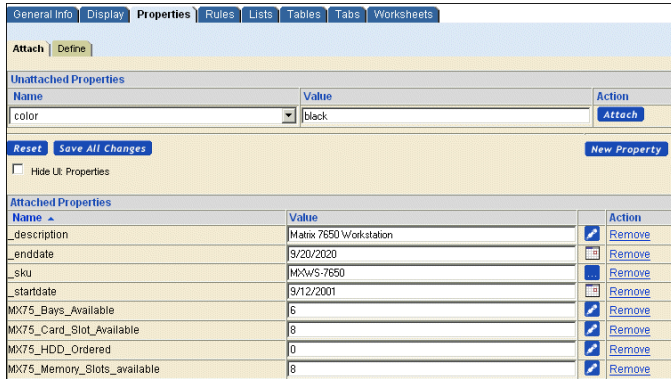 General Info Display Properties Rules Lists Tables Tabs Worksheets
Attach Define
Unattached Properties
Name Value Action
color black Attach
Reset Save All Changes New Property
Hide UI: Properties
Attached Properties
Name Value Action
_description Matrix 7650 Workstation Remove
_enddate 9/20/2020 Remove
_sku MXWS-7650 ... Remove
_startdate 9/12/2001 Remove
MX75_Bays_Available 6 Remove
MX75_Card_Slot_Available 8 Remove
MX75_HDD_Ordered 0 Remove
MX75_Memory_Slots_available 8 Remove